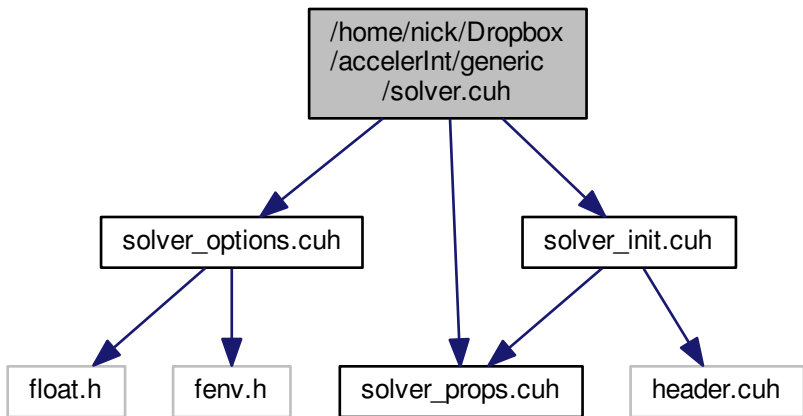 /home/nick/Dropbox
/accelerInt/generic
/solver.cuh
solver_options.cuh
solver_init.cuh
float.h
fenv.h
solver_props.cuh
header.cuh